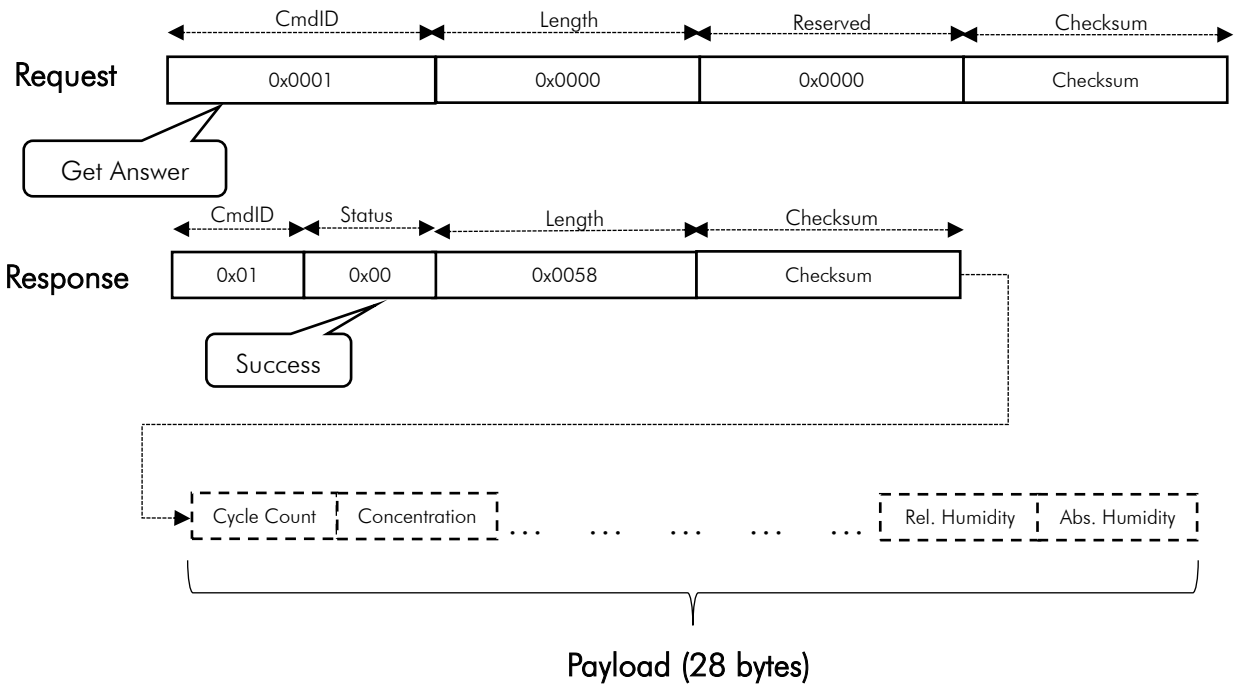 CmdID Length Reserved Checksum
Request 0x0001 0x0000 0x0000 Checksum
Get Answer
CmdID Status Length Checksum
Response 0x01 0x00 0x0058 Checksum
Success
Cycle Count Concentration ... ... ... ... ... Rel. Humidity Abs. Humidity
Payload (28 bytes)